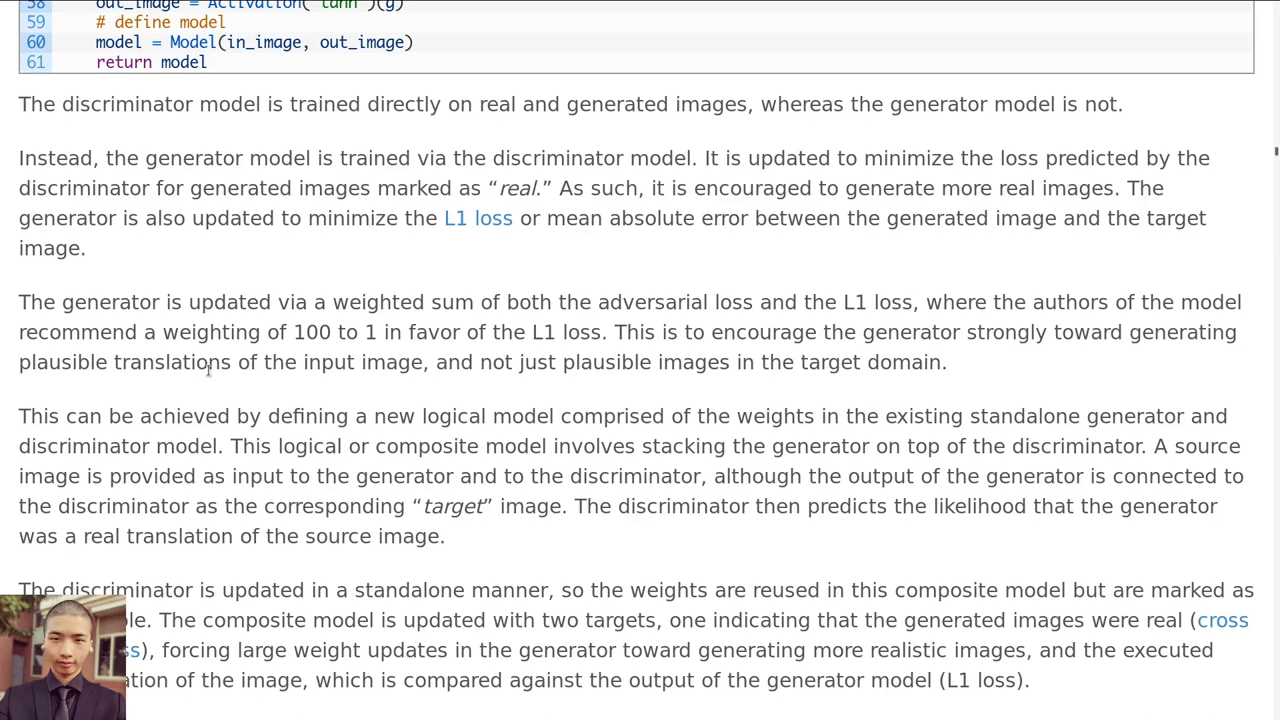 58 out_image = Activation('tanh')(g)
59 # define model
60 model = Model(in_image, out_image)
61 return model
The discriminator model is trained directly on real and generated images, whereas the generator model is not.
Instead, the generator model is trained via the discriminator model. It is updated to minimize the loss predicted by the
discriminator for generated images marked as “real.” As such, it is encouraged to generate more real images. The
generator is also updated to minimize the L1 loss or mean absolute error between the generated image and the target
image.
The generator is updated via a weighted sum of both the adversarial loss and the L1 loss, where the authors of the model
recommend a weighting of 100 to 1 in favor of the L1 loss. This is to encourage the generator strongly toward generating
plausible translations of the input image, and not just plausible images in the target domain.
This can be achieved by defining a new logical model comprised of the weights in the existing standalone generator and
discriminator model. This logical or composite model involves stacking the generator on top of the discriminator. A source
image is provided as input to the generator and to the discriminator, although the output of the generator is connected to
the discriminator as the corresponding “target” image. The discriminator then predicts the likelihood that the generator
was a real translation of the source image.
The discriminator is updated in a standalone manner, so the weights are reused in this composite model but are marked as
le. The composite model is updated with two targets, one indicating that the generated images were real (cross
s), forcing large weight updates in the generator toward generating more realistic images, and the executed
ation of the image, which is compared against the output of the generator model (L1 loss).